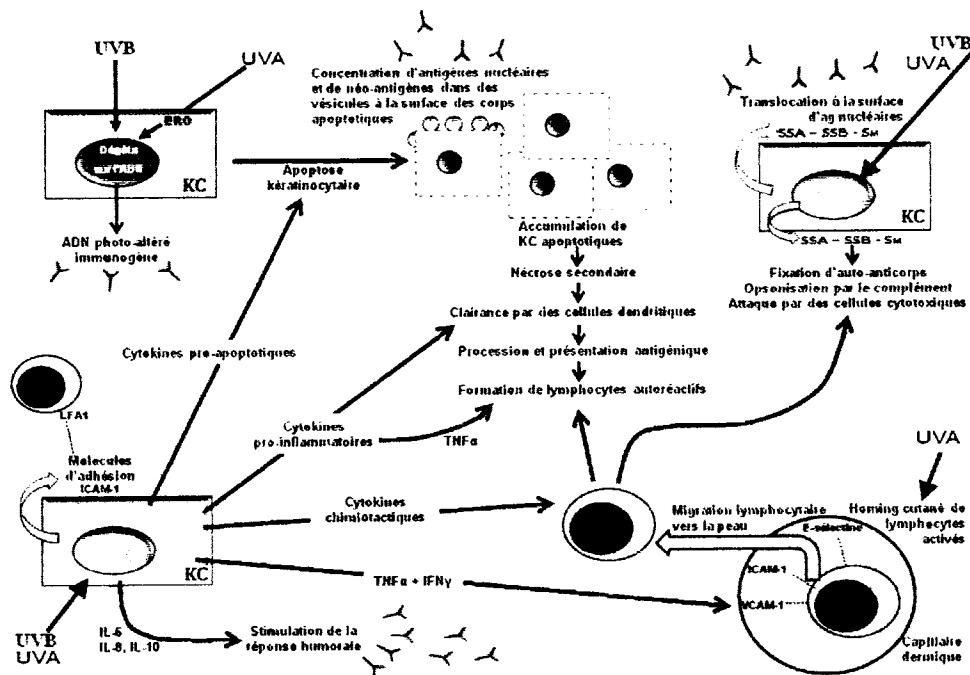 UVB
UVA
ERO
Dégâts
sur l'ADN
KC
ADN photo-altéré
immunogène
Apoptose
kératinocytaire
Concentration d'antigènes nucléaires
et de néo-antigènes dans des
vésicules à la surface des corps
apoptotiques
Accumulation de
KC apoptotiques
Nécrose secondaire
Clairance par des cellules dendritiques
Procession et présentation antigénique
Formation de lymphocytes autoréactifs
UVB
UVA
Translocation à la surface
d'ag nucléaires
SSA – SSB - Sm
KC
SSA – SSB - Sm
Fixation d'auto-anticorps
Opsonisation par le complément
Attaque par des cellules cytotoxiques
Cytokines pro-apoptotiques
LFA1
Molécules
d'adhésion
ICAM-1
Cytokines
pro-inflammatoires
TNFα
Cytokines
chimiotactiques
KC
TNFα + IFNγ
UVB
UVA
IL-6
IL-8, IL-10
Stimulation de la
réponse humorale
Migration lymphocytaire
vers la peau
UVA
Homing cutané de
lymphocytes
activés
E-sélectine
ICAM-1
VCAM-1
Capillaire
dermique